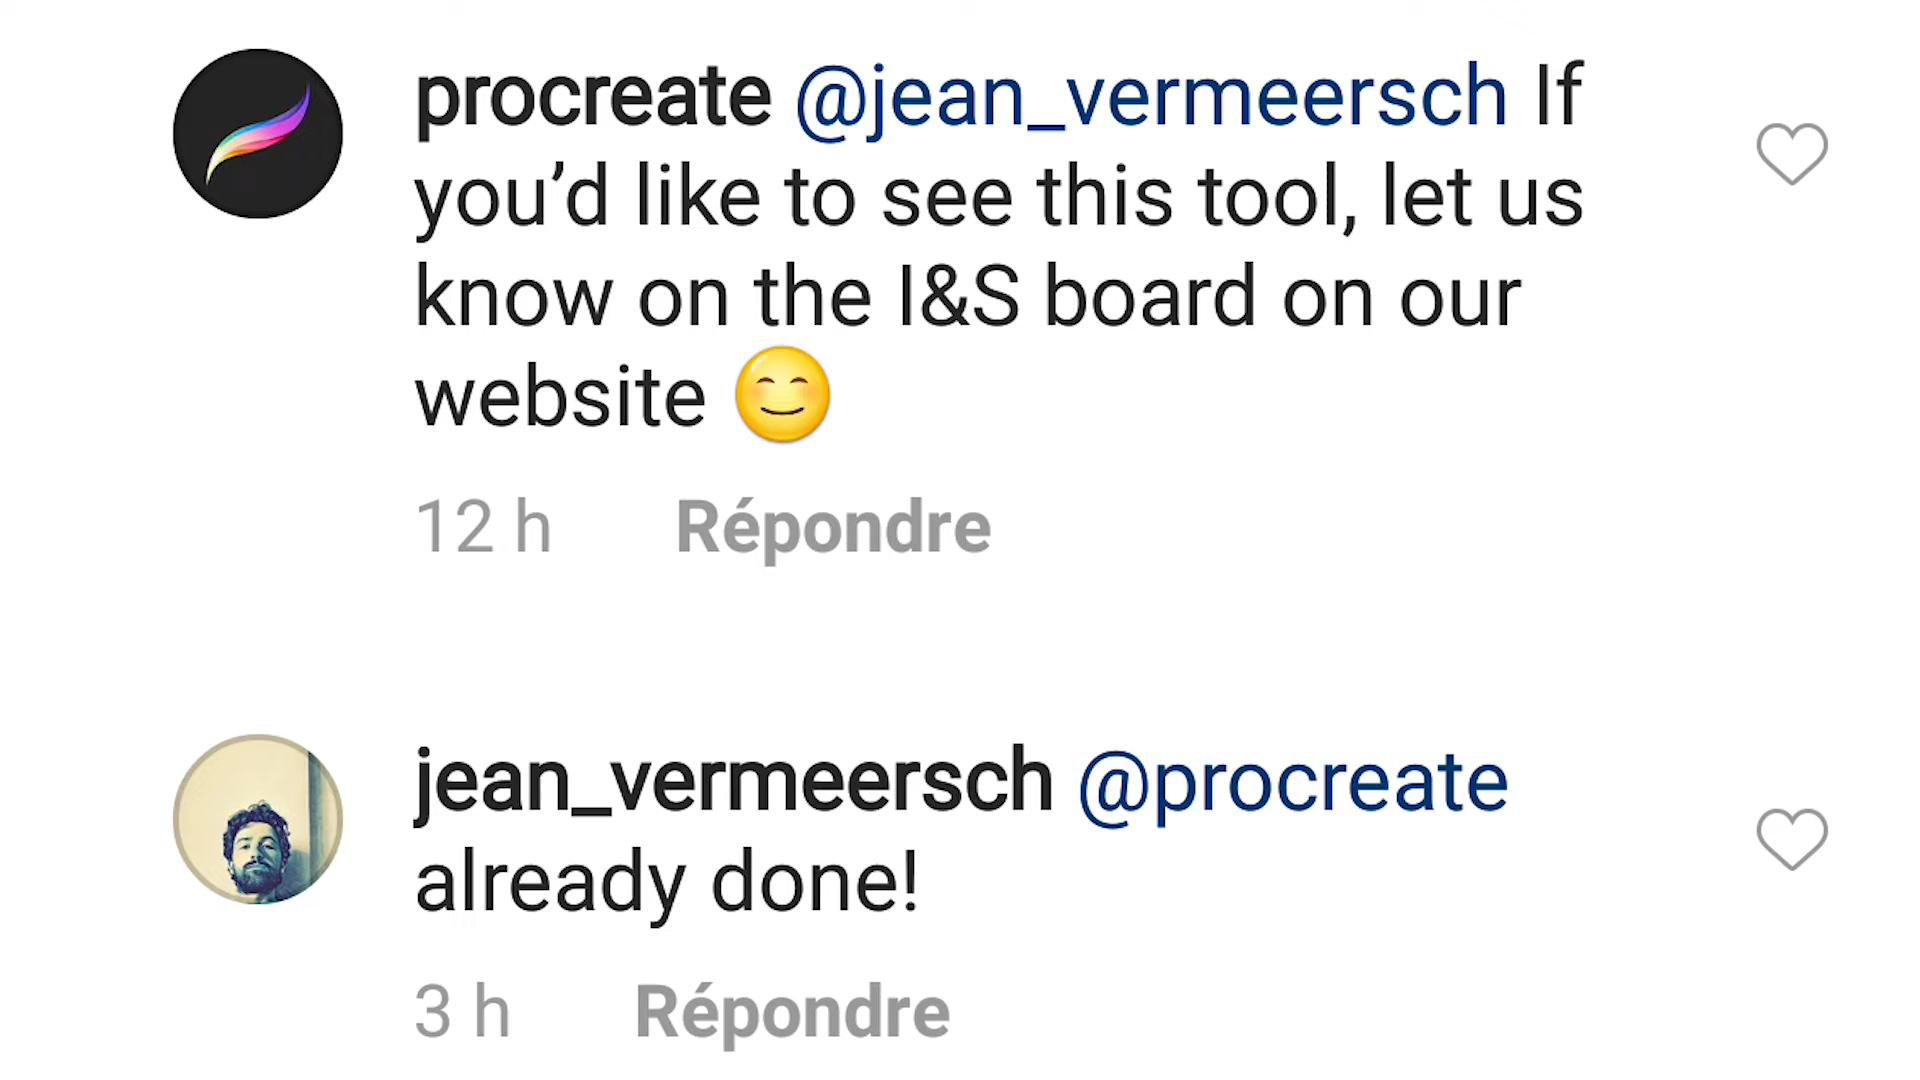 procreate @jean_vermeersch If
you’d like to see this tool, let us
know on the I&S board on our
website 😊
12 h Répondre
jean_vermeersch @procreate
already done!
3 h Répondre